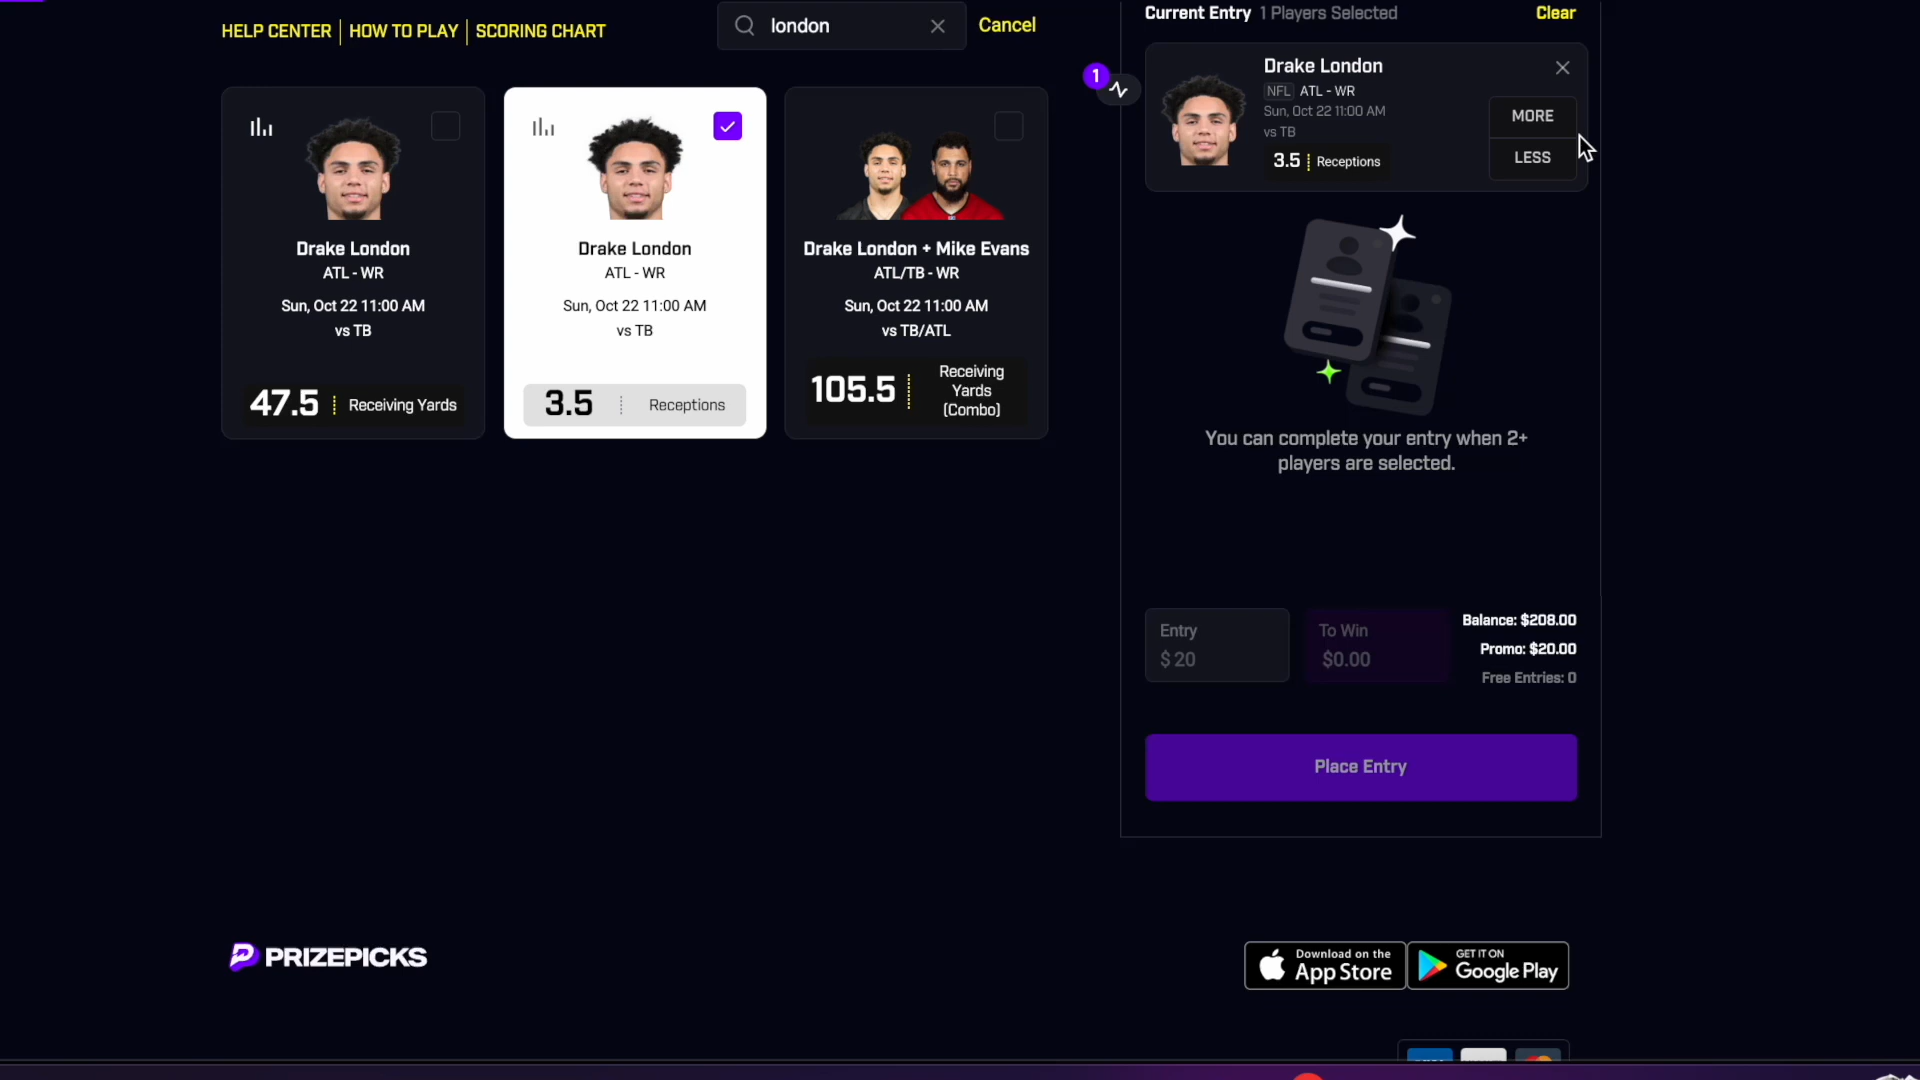 HELP CENTER
HOW TO PLAY
SCORING CHART
london
Cancel
Drake London
ATL - WR
Sun, Oct 22 11:00 AM
vs TB
47.5
Receiving Yards
Drake London
ATL - WR
Sun, Oct 22 11:00 AM
vs TB
3.5
Receptions
Drake London + Mike Evans
ATL/TB - WR
Sun, Oct 22 11:00 AM
vs TB/ATL
105.5
Receiving
Yards
(Combo)
Current Entry 1 Players Selected
Clear
1
Drake London
NFL ATL - WR
Sun, Oct 22 11:00 AM
vs TB
3.5 Receptions
MORE
LESS
You can complete your entry when 2+
players are selected.
Entry
$ 20
To Win
$0.00
Balance: $208.00
Promo: $20.00
Free Entries: 0
Place Entry
PRIZEPICKS
Download on the
App Store
GET IT ON
Google Play